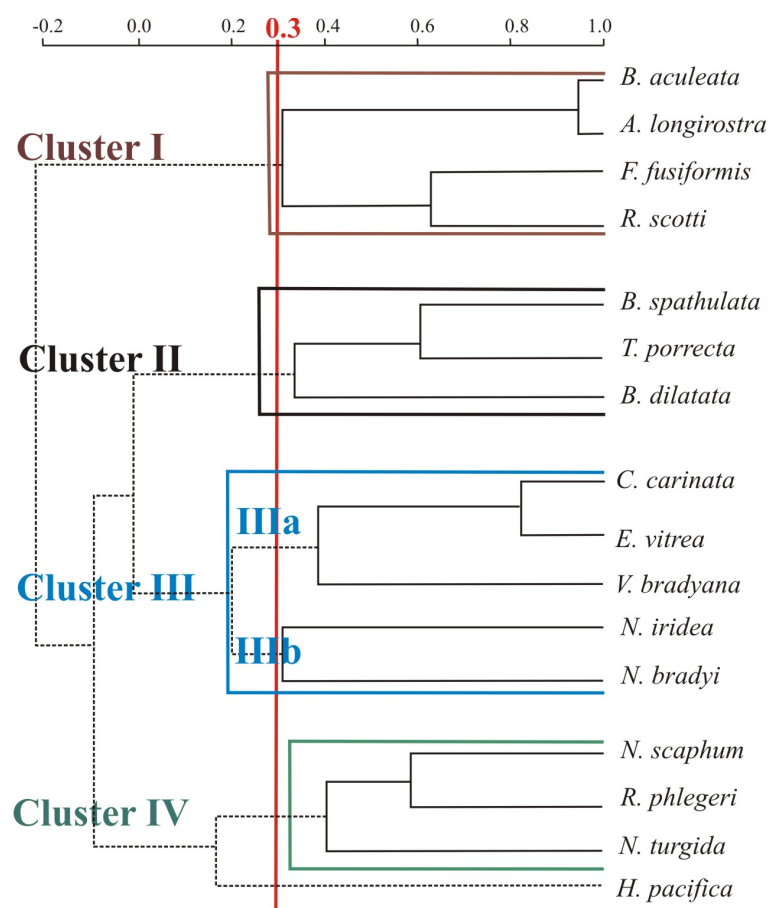 -0.2 0.0 0.2 0.3 0.4 0.6 0.8 1.0
B. aculeata
Cluster I
A. longirostra
F. fusiformis
R. scotti
B. spathulata
Cluster II
T. porrecta
B. dilatata
C. carinata
IIIa
E. vitrea
Cluster III
V. bradyana
N. iridea
IIIb
N. bradyi
N. scaphum
R. phlegeri
Cluster IV
N. turgida
H. pacifica